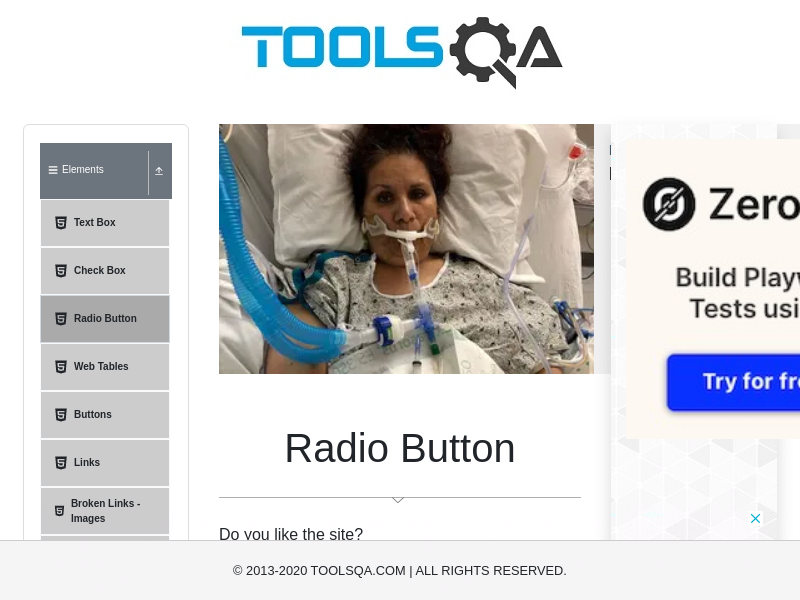 TOOLSQA
Elements
Text Box
Check Box
Radio Button
Web Tables
Buttons
Links
Broken Links -
Images
Radio Button
Do you like the site?
Zero
Build Playw
Tests usi
Try for fre
© 2013-2020 TOOLSQA.COM | ALL RIGHTS RESERVED.